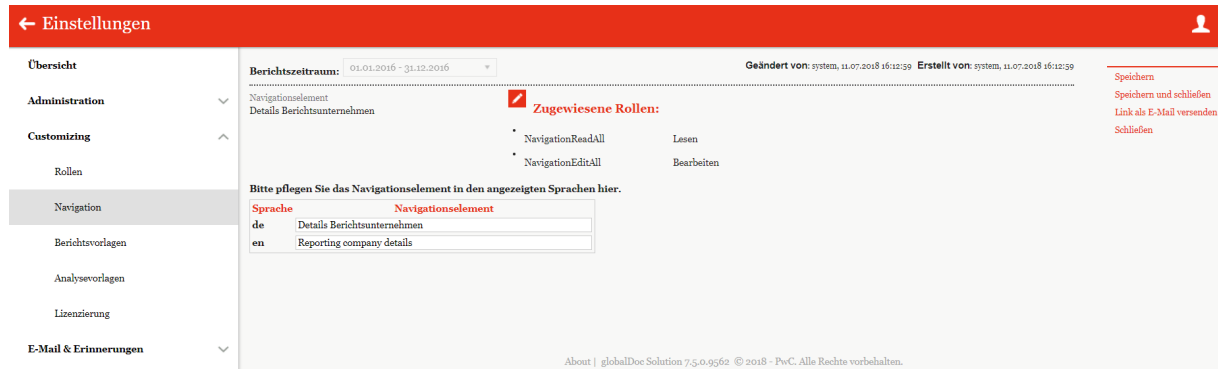 Einstellungen
Übersicht
Administration
Customizing
Rollen
Navigation
Berichtsvorlagen
Analysevorlagen
Lizenzierung
E-Mail & Erinnerungen
Berichtszeitraum: 01.01.2016 - 31.12.2016
Geändert von: system, 11.07.2018 16:12:59 Erstellt von: system, 11.07.2018 16:12:59
Navigationselement
Details Berichtsunternehmen
Zugewiesene Rollen:
NavigationReadAll Lesen
NavigationEditAll Bearbeiten
Bitte pflegen Sie das Navigationselement in den angezeigten Sprachen hier.
Sprache Navigationselement
de Details Berichtsunternehmen
en Reporting company details
Speichern
Speichern und schließen
Link als E-Mail versenden
Schließen
About | globalDoc Solution 7.5.0.9562 © 2018 - PwC. Alle Rechte vorbehalten.